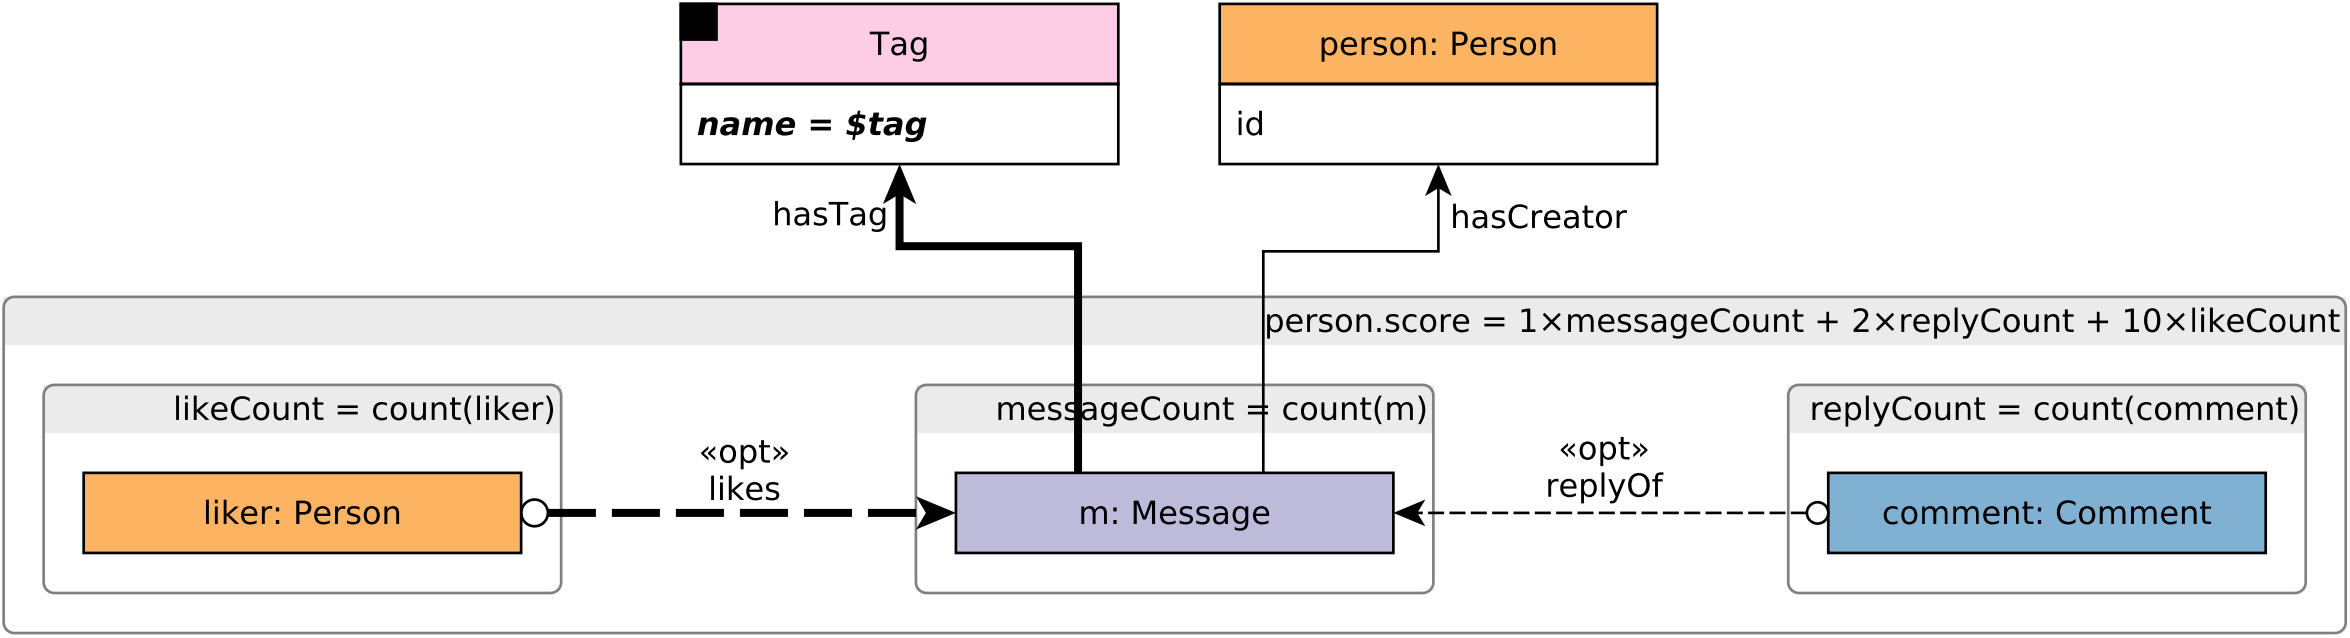 Tag
person: Person
name = $tag
id
hasTag
hasCreator
person.score = 1×messageCount + 2×replyCount + 10×likeCount
likeCount = count(liker)
messageCount = count(m)
replyCount = count(comment)
«opt»
likes
«opt»
replyOf
liker: Person
m: Message
comment: Comment